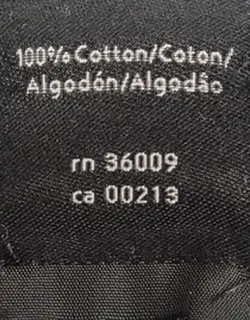 100% Cotton/Coton/
Algodón/Algodão
rn 36009
ca 00213